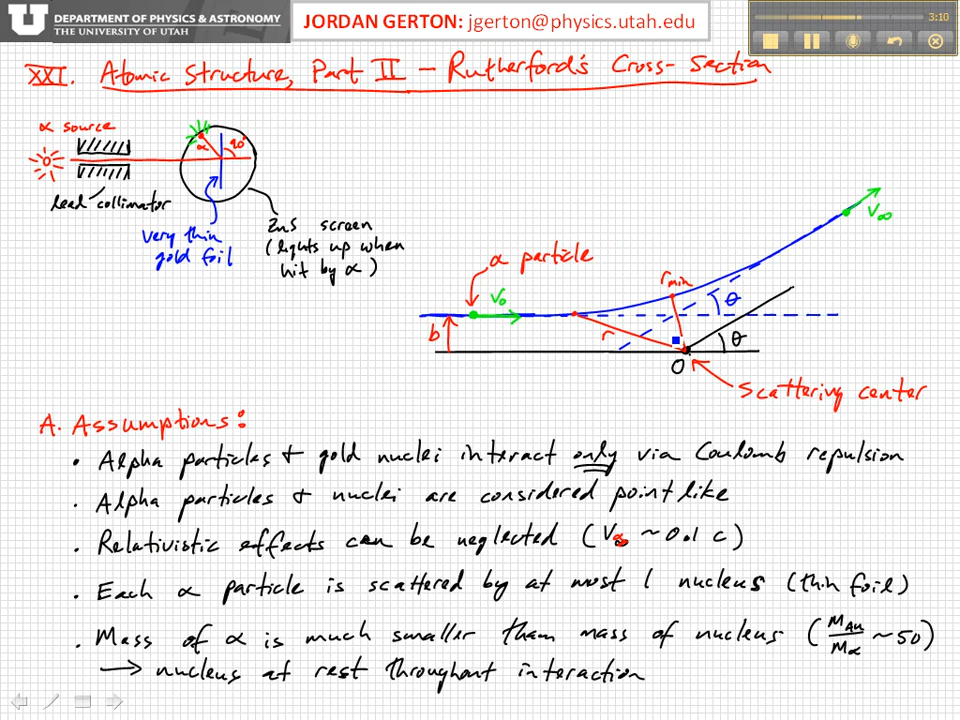 DEPARTMENT OF PHYSICS & ASTRONOMY
THE UNIVERSITY OF UTAH
JORDAN GERTON: jgerton@physics.utah.edu
3:10
XXI. Atomic Structure, Part II – Rutherford's Cross-Section
α source
α
90°
lead collimator
very thin
gold foil
ZnS screen
(lights up when
hit by α)
V∞
α particle
V₀
r min
θ
b
r
θ
O
Scattering center
A. Assumptions:
• Alpha particles + gold nuclei interact only via Coulomb repulsion
• Alpha particles + nuclei are considered point like
• Relativistic effects can be neglected (V∞ ~ 0.1 c)
• Each α particle is scattered by at most 1 nucleus (thin foil)
• Mass of α is much smaller than mass of nucleus (M_Au/M_α ~ 50)
→ nucleus at rest throughout interaction